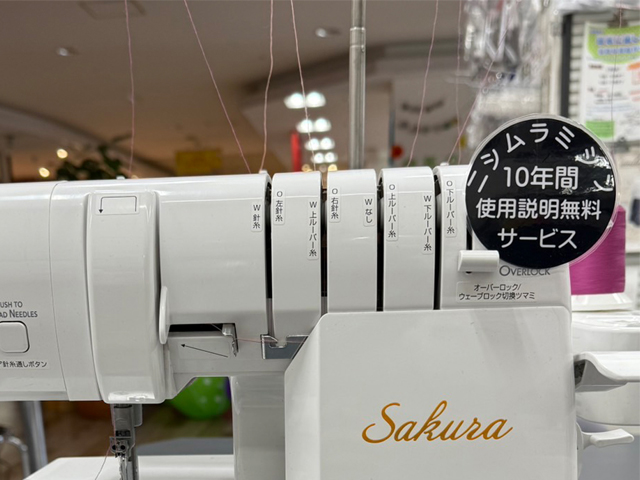 シムラミシン
10年間
使用説明無料
サービス
W 針糸
O 左針糸
W 上ルーパー糸
O 右針糸
W なし
O 上ルーパー糸
W 下ルーパー糸
O 下ルーパー糸
OVERLOCK
オーバーロック/
ウェーブロック切換ツマミ
USH TO
AD NEEDLES
針糸通しボタン
Sakura